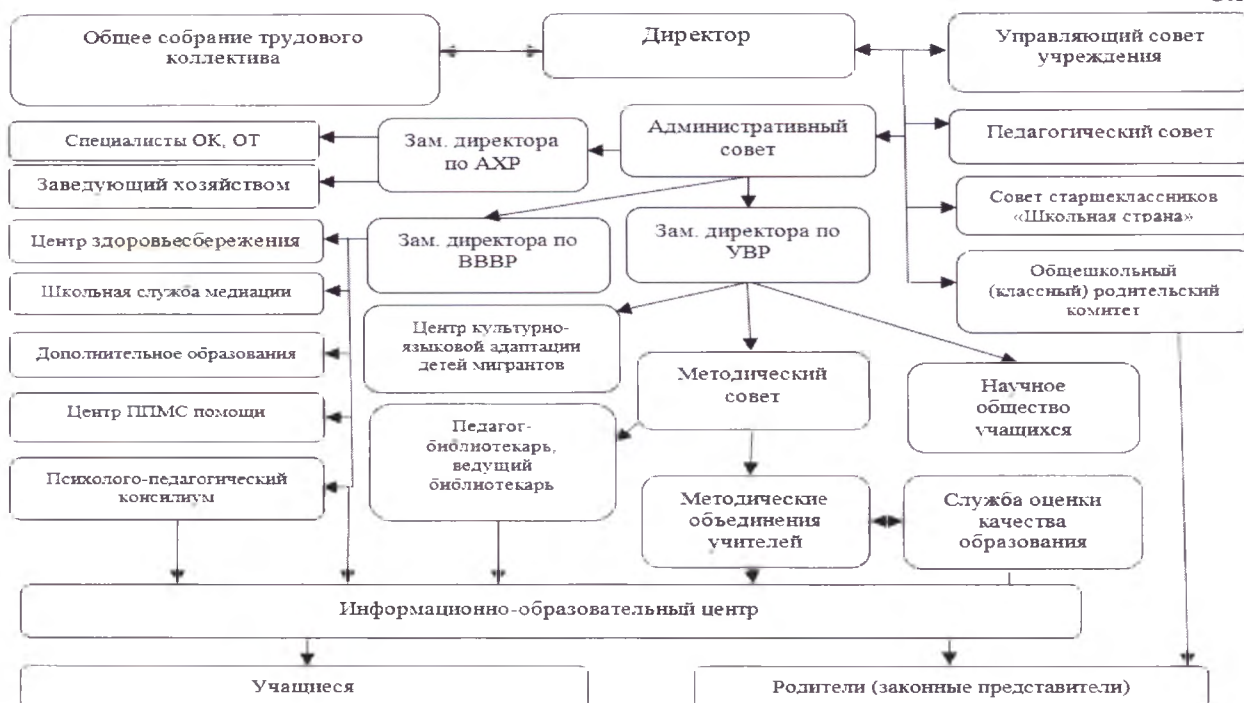 Общее собрание трудового
коллектива
Директор
Управляющий совет
учреждения
Специалисты ОК, ОТ
Зам. директора
по АХР
Административный
совет
Педагогический совет
Заведующий хозяйством
Совет старшеклассников
«Школьная страна»
Центр здоровьесбережения
Зам. директора по
ВВВР
Зам. директора по
УВР
Общешкольный
(классный) родительский
комитет
Школьная служба медиации
Центр культурно-
языковой адаптации
детей мигрантов
Дополнительное образования
Методический
совет
Научное
общество
учащихся
Центр ППМС помощи
Педагог-
библиотекарь,
ведущий
библиотекарь
Психолого-педагогический
консилиум
Методические
объединения
учителей
Служба оценки
качества
образования
Информационно-образовательный центр
Учащиеся
Родители (законные представители)